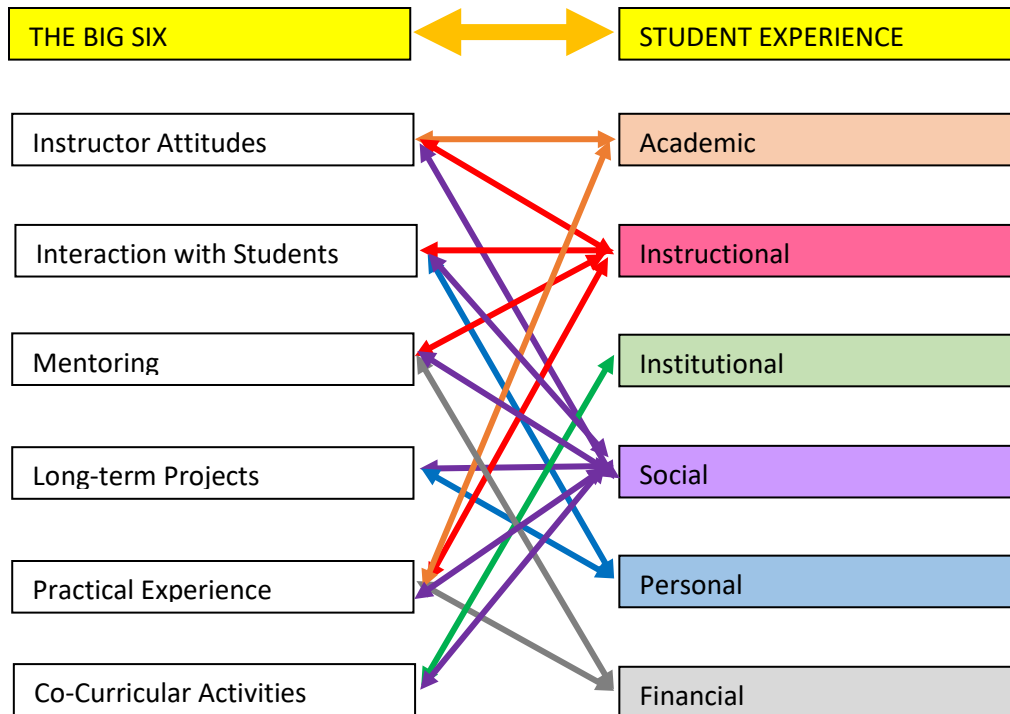 THE BIG SIX
STUDENT EXPERIENCE
Instructor Attitudes
Academic
Interaction with Students
Instructional
Mentoring
Institutional
Long-term Projects
Social
Practical Experience
Personal
Co-Curricular Activities
Financial